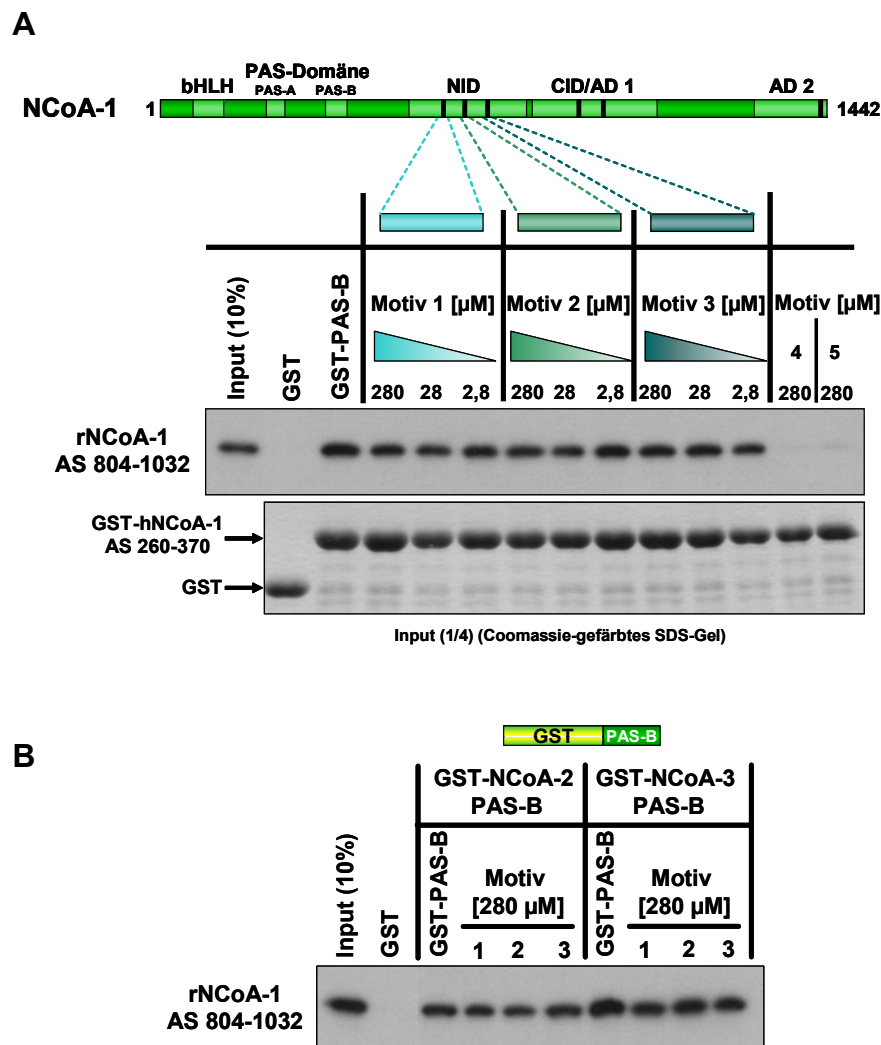 A
bHLH
PAS-Domäne
PAS-A
PAS-B
NID
CID/AD 1
AD 2
NCoA-1
1
1442
Input (10%)
GST
GST-PAS-B
Motiv 1 [µM]
Motiv 2 [µM]
Motiv 3 [µM]
Motiv [µM]
4 5
280 28 2,8 280 28 2,8 280 28 2,8 280 280
rNCoA-1
AS 804-1032
GST-hNCoA-1
AS 260-370
GST
Input (1/4) (Coomassie-gefärbtes SDS-Gel)
B
GST PAS-B
GST-NCoA-2
PAS-B
GST-NCoA-3
PAS-B
Input (10%)
GST
GST-PAS-B
Motiv
[280 µM]
1 2 3
GST-PAS-B
Motiv
[280 µM]
1 2 3
rNCoA-1
AS 804-1032